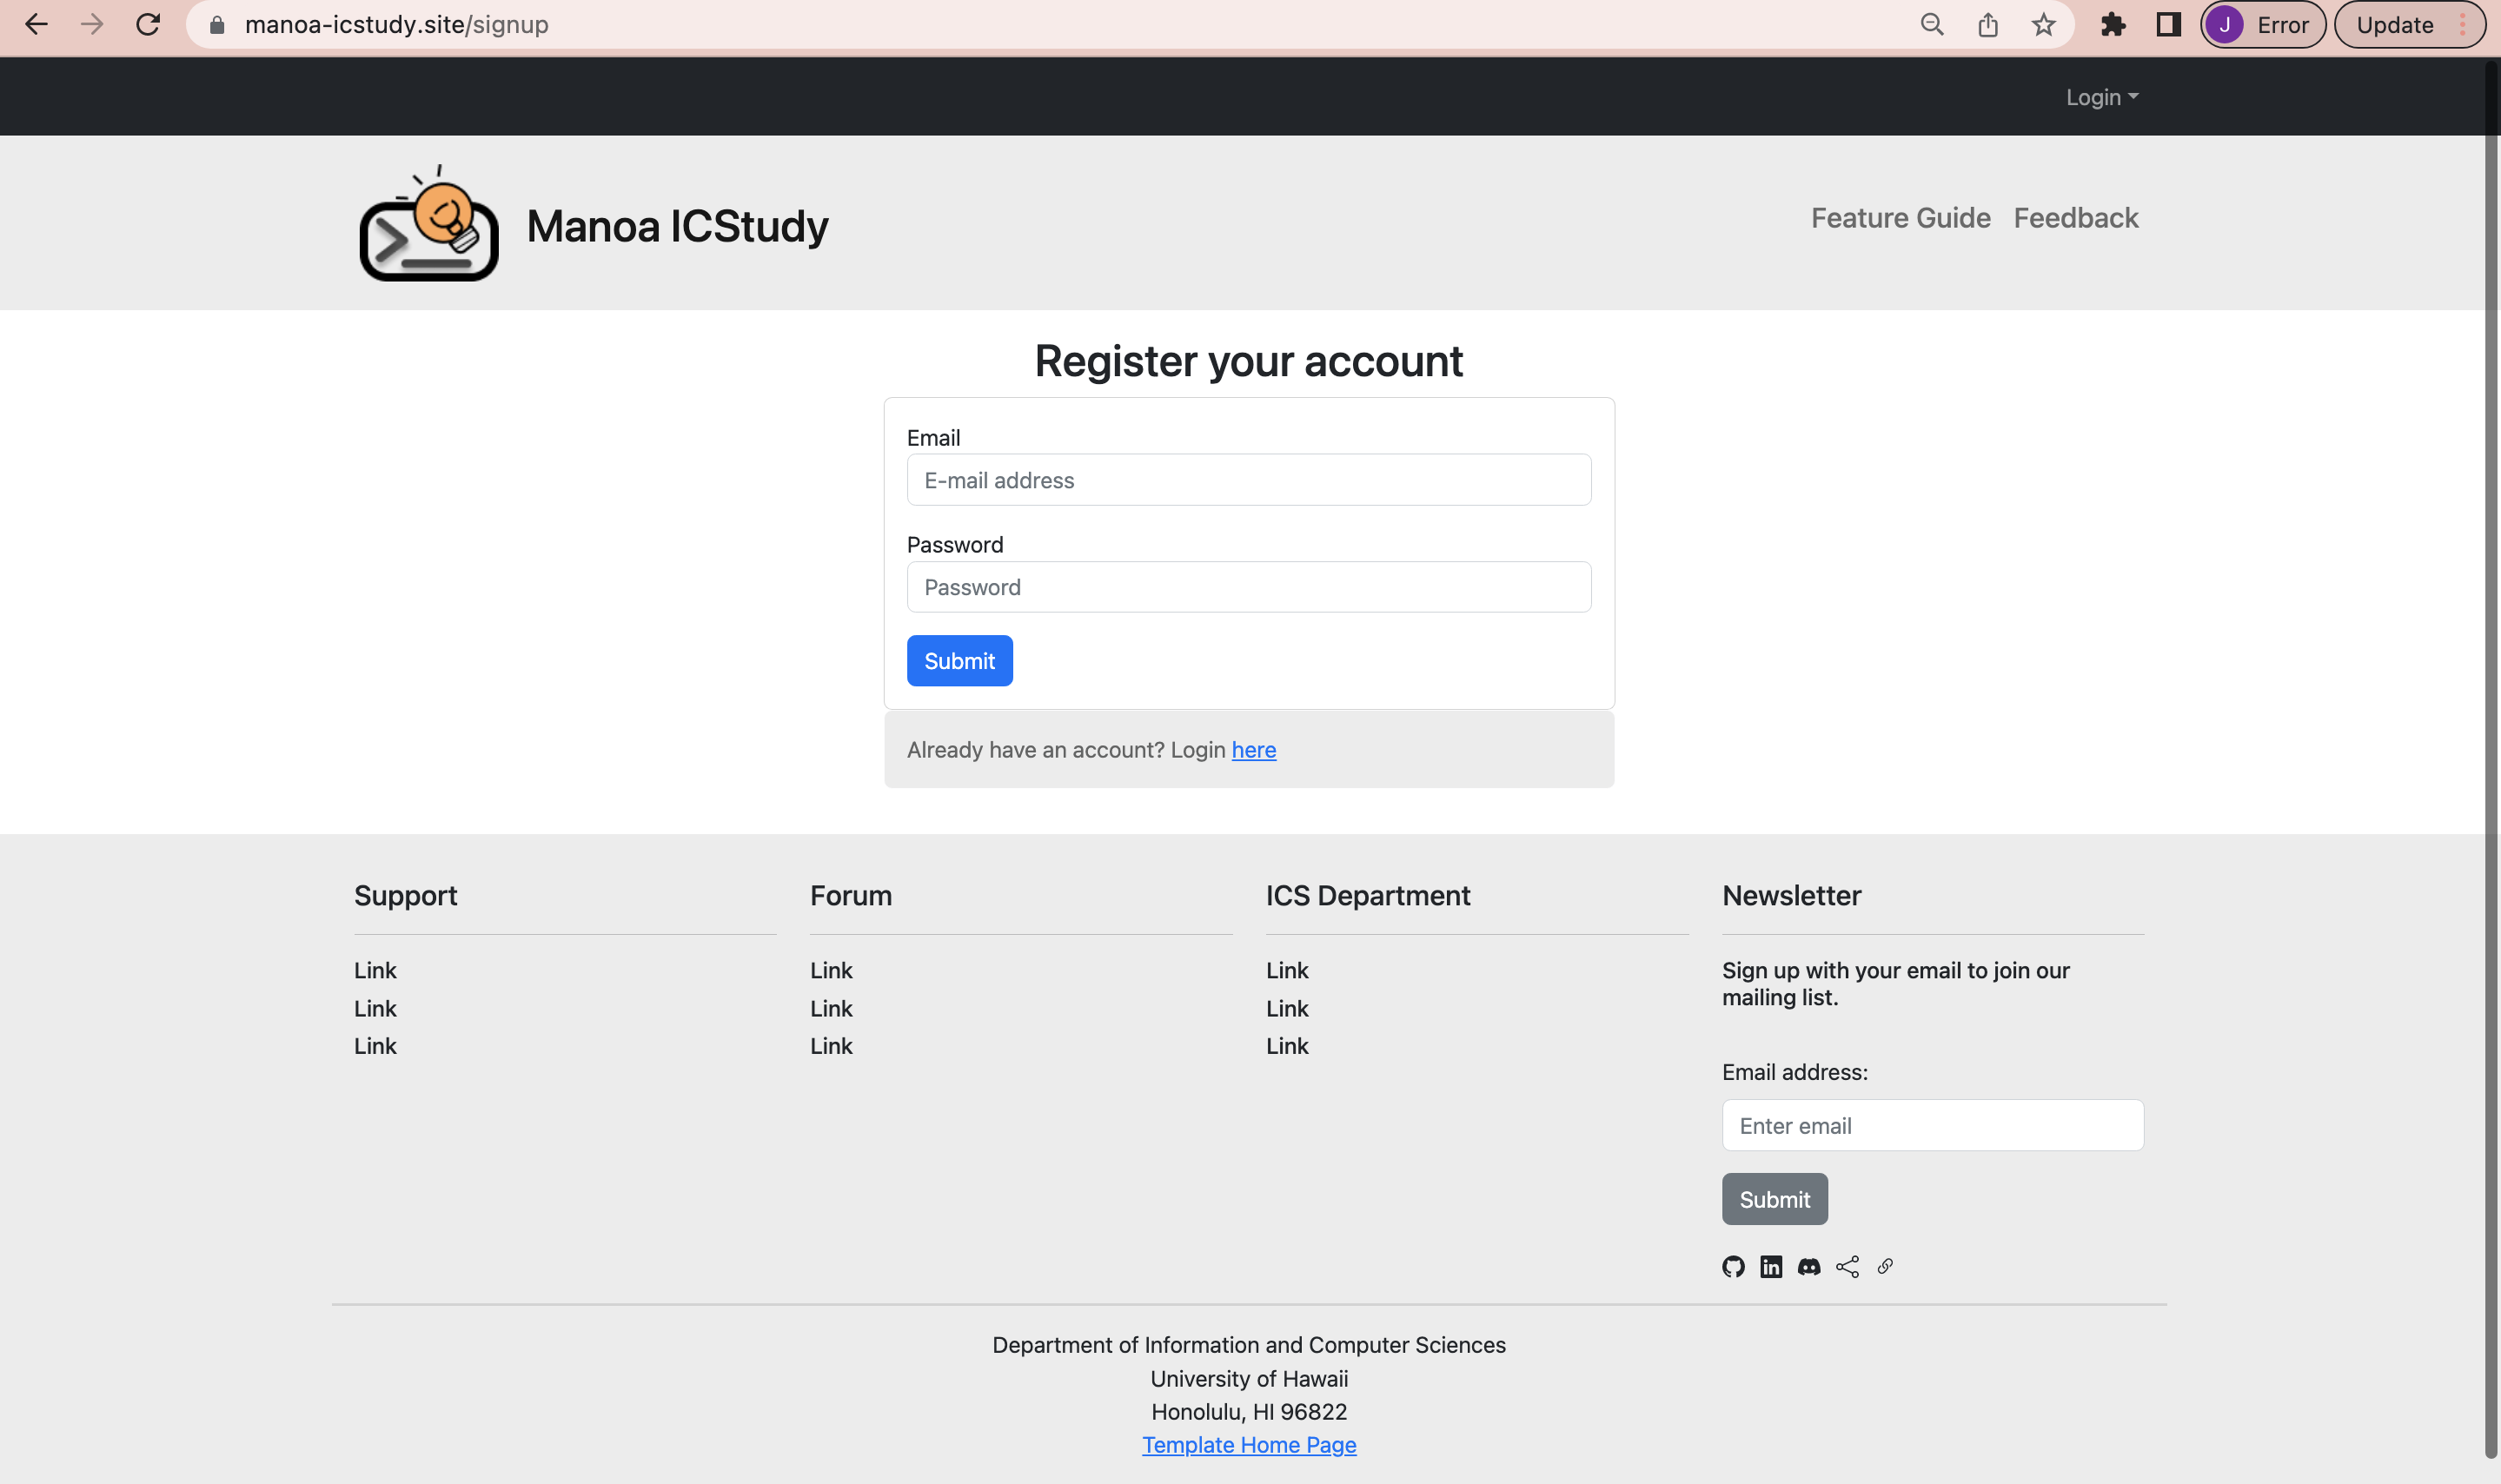 manoa-icstudy.site/signup
J Error Update
Login
Manoa ICStudy
Feature Guide Feedback
Register your account
Email
E-mail address
Password
Password
Submit
Already have an account? Login here
Support
Link
Link
Link
Forum
Link
Link
Link
ICS Department
Link
Link
Link
Newsletter
Sign up with your email to join our
mailing list.
Email address:
Enter email
Submit
in
Department of Information and Computer Sciences
University of Hawaii
Honolulu, HI 96822
Template Home Page